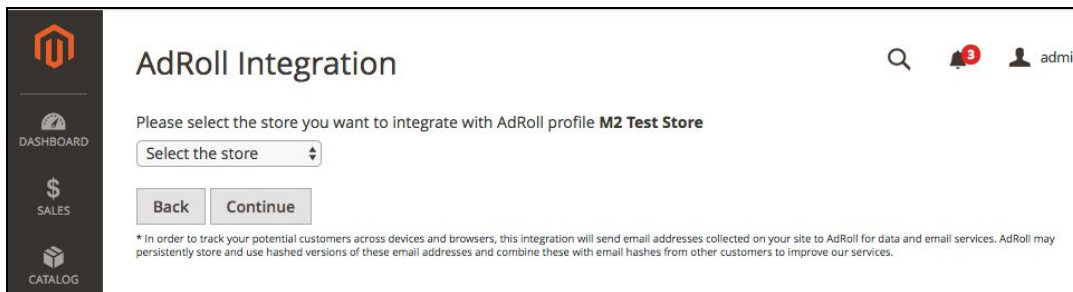 AdRoll Integration
3
admi
Please select the store you want to integrate with AdRoll profile M2 Test Store
DASHBOARD
Select the store
$
SALES
Back
Continue
* In order to track your potential customers across devices and browsers, this integration will send email addresses collected on your site to AdRoll for data and email services. AdRoll may
persistently store and use hashed versions of these email addresses and combine these with email hashes from other customers to improve our services.
CATALOG